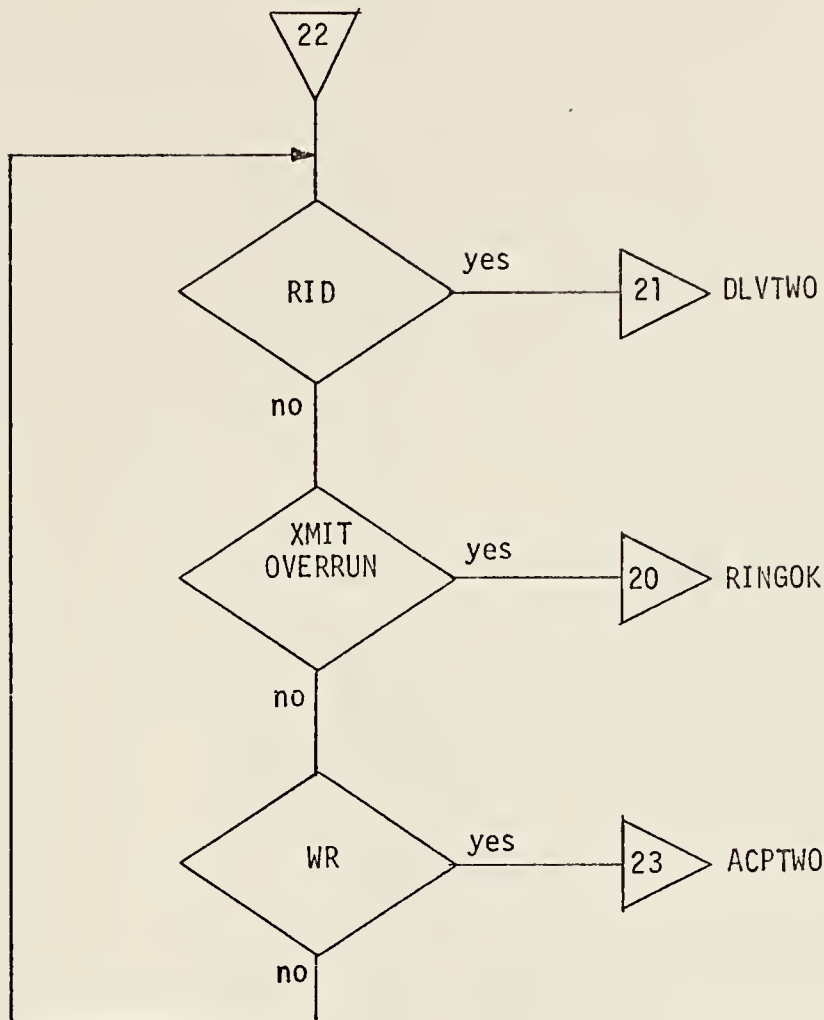 22
RID
yes
21
DLVTWO
no
XMIT
OVERRUN
yes
20
RINGOK
no
WR
yes
23
ACPTWO
no